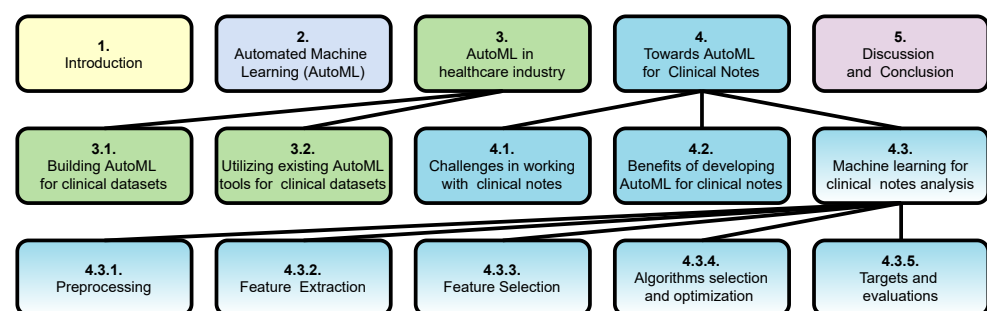 1.
Introduction
2.
Automated Machine
Learning (AutoML)
3.
AutoML in
healthcare industry
4.
Towards AutoML
for Clinical Notes
5.
Discussion
and Conclusion
3.1.
Building AutoML
for clinical datasets
3.2.
Utilizing existing AutoML
tools for clinical datasets
4.1.
Challenges in working
with clinical notes
4.2.
Benefits of developing
AutoML for clinical notes
4.3.
Machine learning for
clinical notes analysis
4.3.1.
Preprocessing
4.3.2.
Feature Extraction
4.3.3.
Feature Selection
4.3.4.
Algorithms selection
and optimization
4.3.5.
Targets and
evaluations